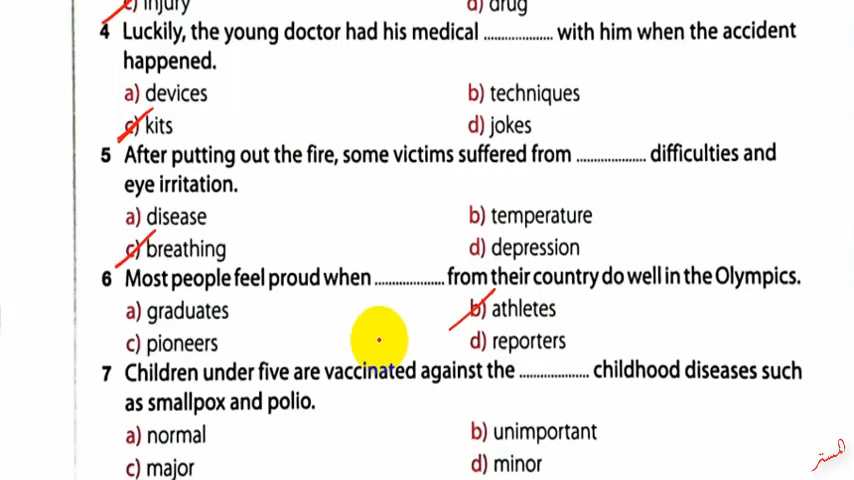 c) injury d) drug
4 Luckily, the young doctor had his medical .................... with him when the accident
happened.
a) devices b) techniques
c) kits d) jokes
5 After putting out the fire, some victims suffered from .................... difficulties and
eye irritation.
a) disease b) temperature
c) breathing d) depression
6 Most people feel proud when .................... from their country do well in the Olympics.
a) graduates b) athletes
c) pioneers d) reporters
7 Children under five are vaccinated against the .................... childhood diseases such
as smallpox and polio.
a) normal b) unimportant
c) major d) minor